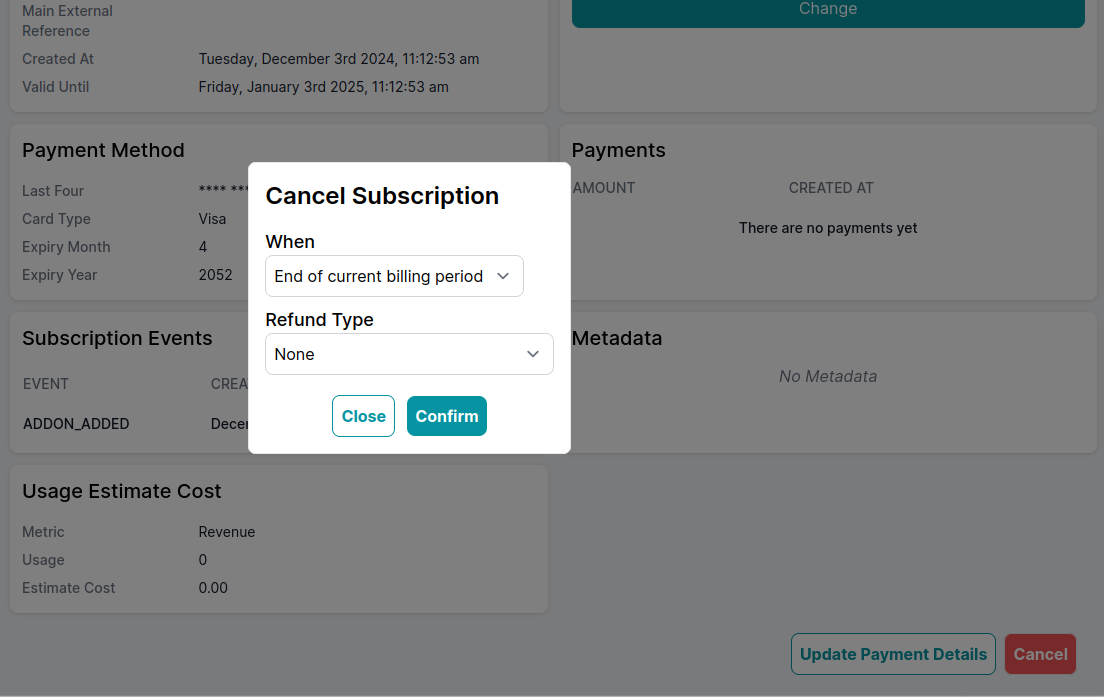 Main External
Reference
Created At Tuesday, December 3rd 2024, 11:12:53 am
Valid Until Friday, January 3rd 2025, 11:12:53 am
Change
Payment Method
Last Four **** ***
Card Type Visa
Expiry Month 4
Expiry Year 2052
Payments
AMOUNT CREATED AT
There are no payments yet
Cancel Subscription
When
End of current billing period
Refund Type
None
Close Confirm
Subscription Events
EVENT
ADDON_ADDED
Metadata
No Metadata
Usage Estimate Cost
Metric Revenue
Usage 0
Estimate Cost 0.00
Update Payment Details Cancel